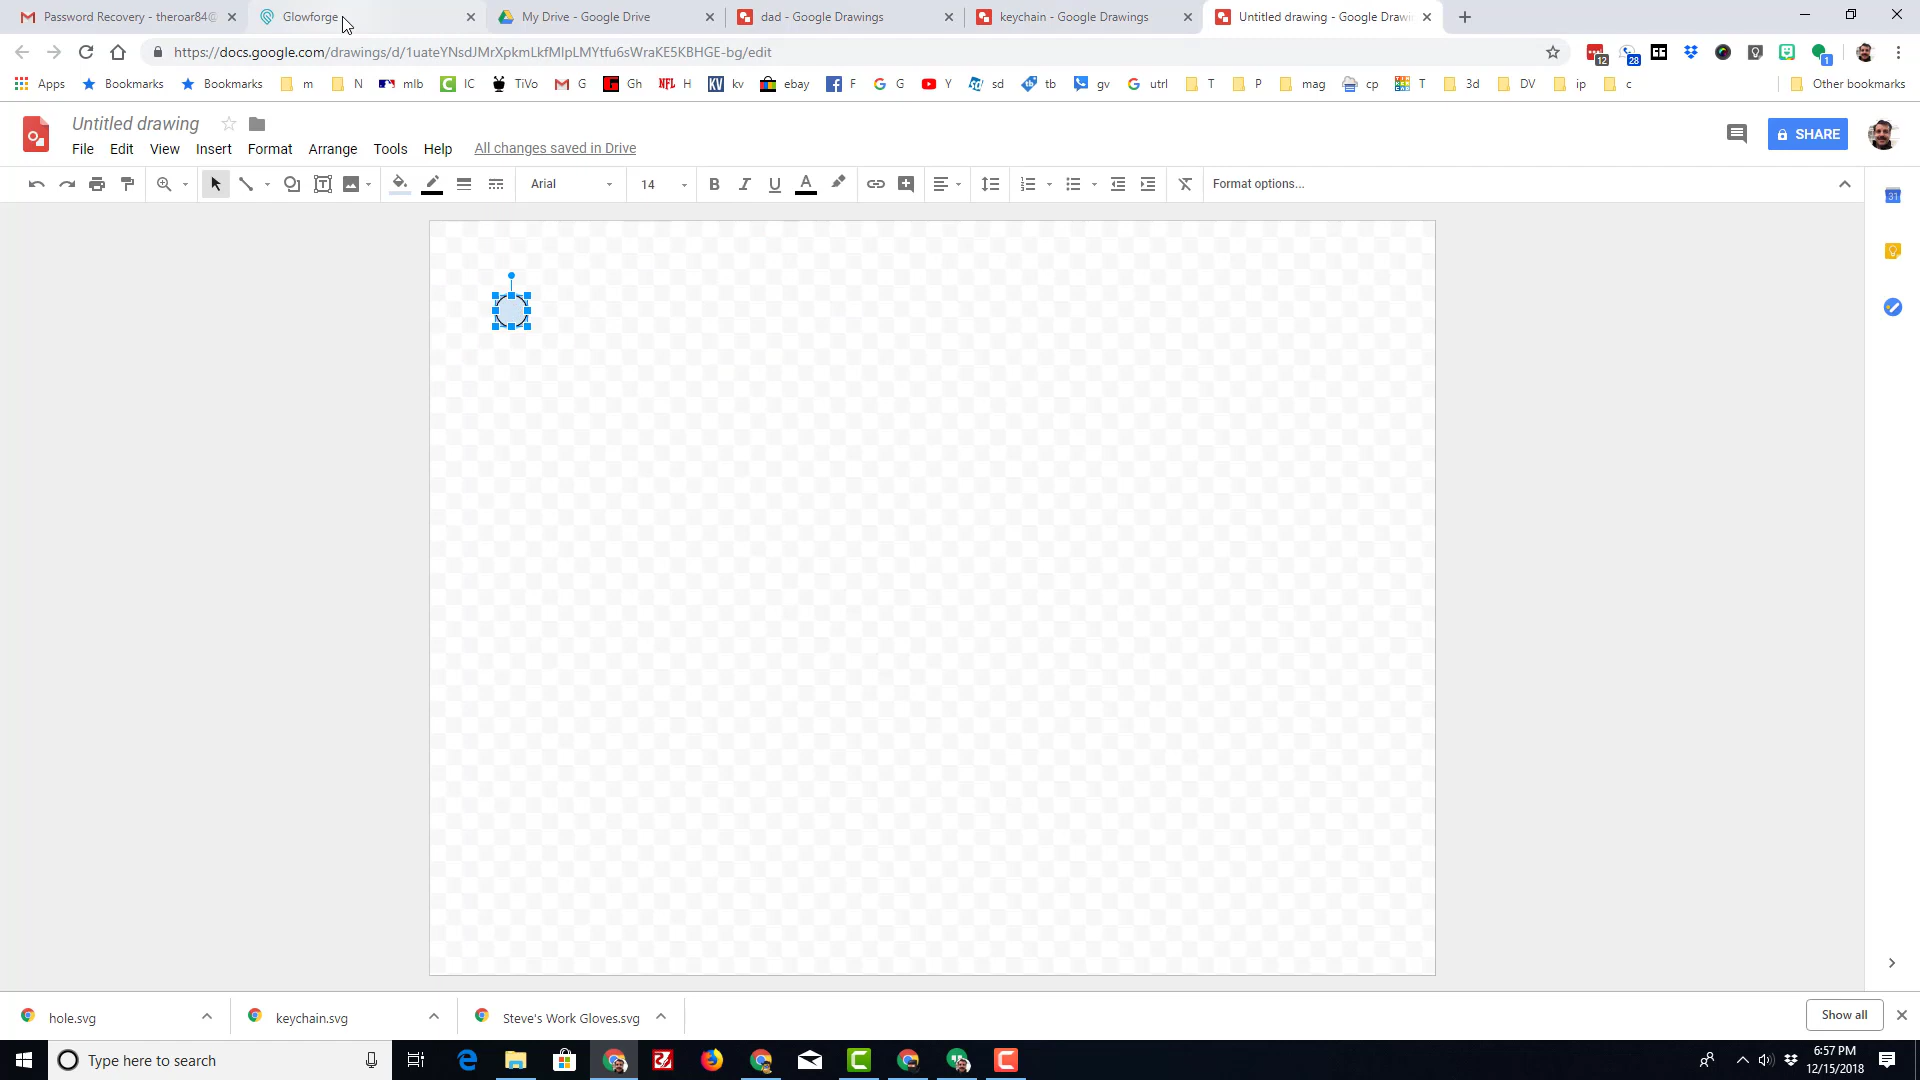 Password Recovery - theroar84@
Glowforge
My Drive - Google Drive
dad - Google Drawings
keychain - Google Drawings
Untitled drawing - Google Drawi
https://docs.google.com/drawings/d/1uateYNsdJMrXpkmLkfMlpLMYtfu6sWraKE5KBHGE-bg/edit
12
28
1
Apps
Bookmarks
Bookmarks
m
N
mlb
IC
TiVo
G
Gh
H
kv
ebay
F
G
Y
sd
tb
gv
utrl
T
P
mag
cp
T
3d
DV
ip
c
Other bookmarks
Untitled drawing
File Edit View Insert Format Arrange Tools Help
All changes saved in Drive
SHARE
Arial
14
B I U A
Format options...
31
hole.svg
keychain.svg
Steve's Work Gloves.svg
Show all
Type here to search
6:57 PM
12/15/2018